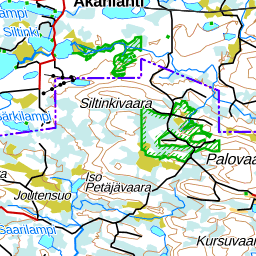 Akanlahti
Siltinki
Siltinkivaara
Särkilampi
Palovaa
Iso
Petäjävaara
Joutensuo
Saarilampi
Kursuvaa